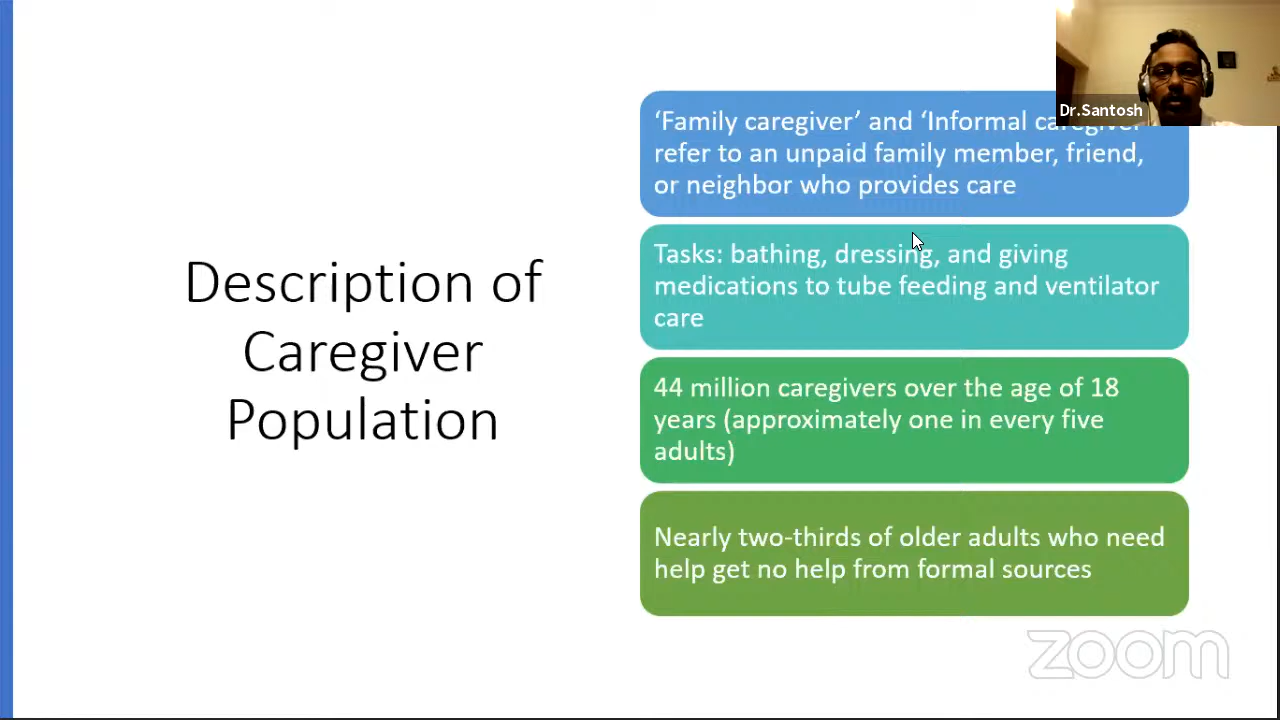 Dr.Santosh
Description of
Caregiver
Population
‘Family caregiver’ and ‘Informal caregiver
refer to an unpaid family member, friend,
or neighbor who provides care
Tasks: bathing, dressing, and giving
medications to tube feeding and ventilator
care
44 million caregivers over the age of 18
years (approximately one in every five
adults)
Nearly two-thirds of older adults who need
help get no help from formal sources
zoom